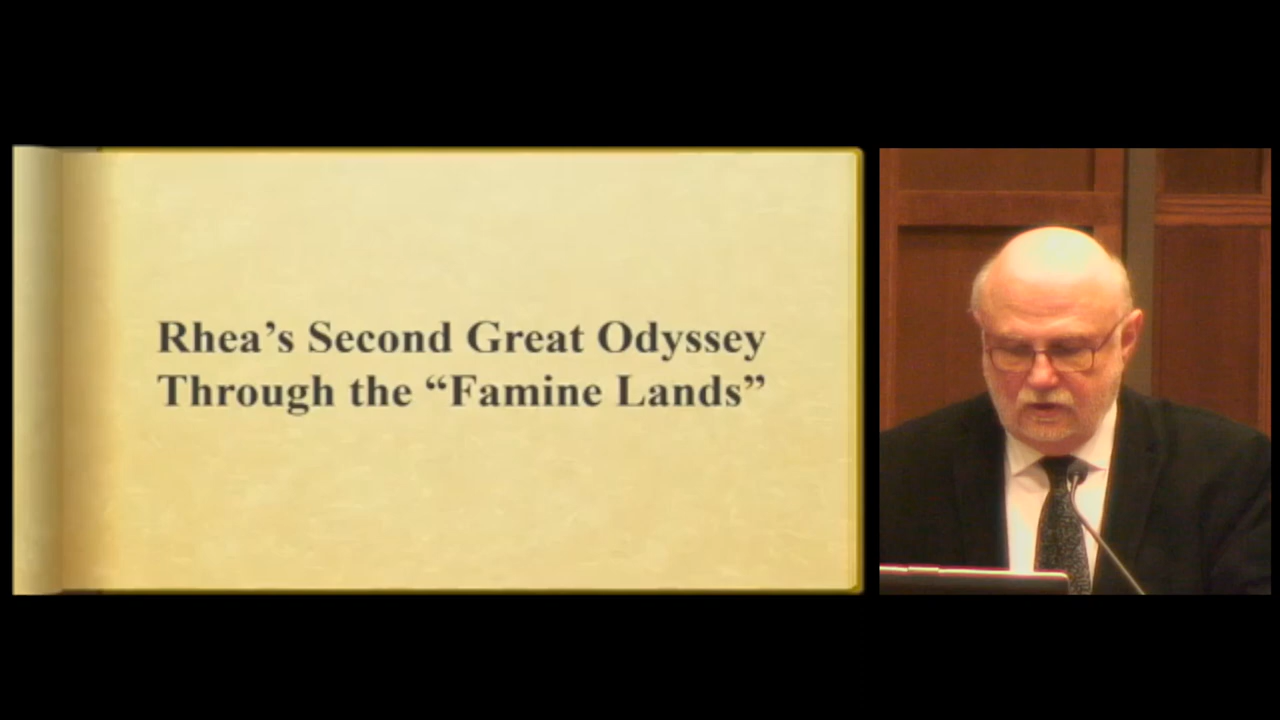 Rhea’s Second Great Odyssey
Through the “Famine Lands”